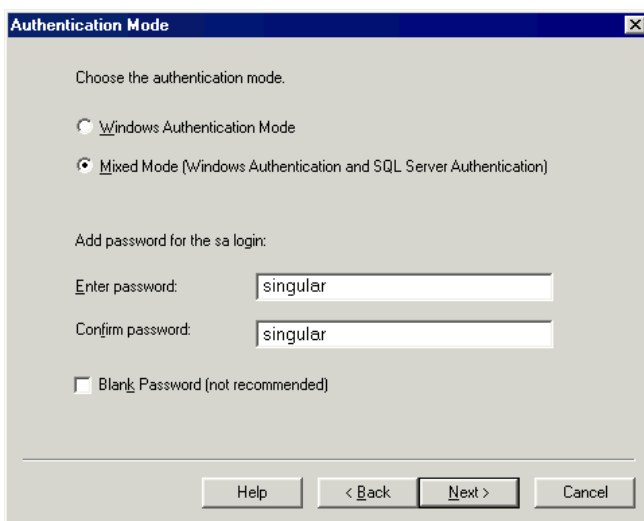 Authentication Mode
Choose the authentication mode.
Windows Authentication Mode
Mixed Mode (Windows Authentication and SQL Server Authentication)
Add password for the sa login:
Enter password: singular
Confirm password: singular
Blank Password (not recommended)
Help < Back Next > Cancel